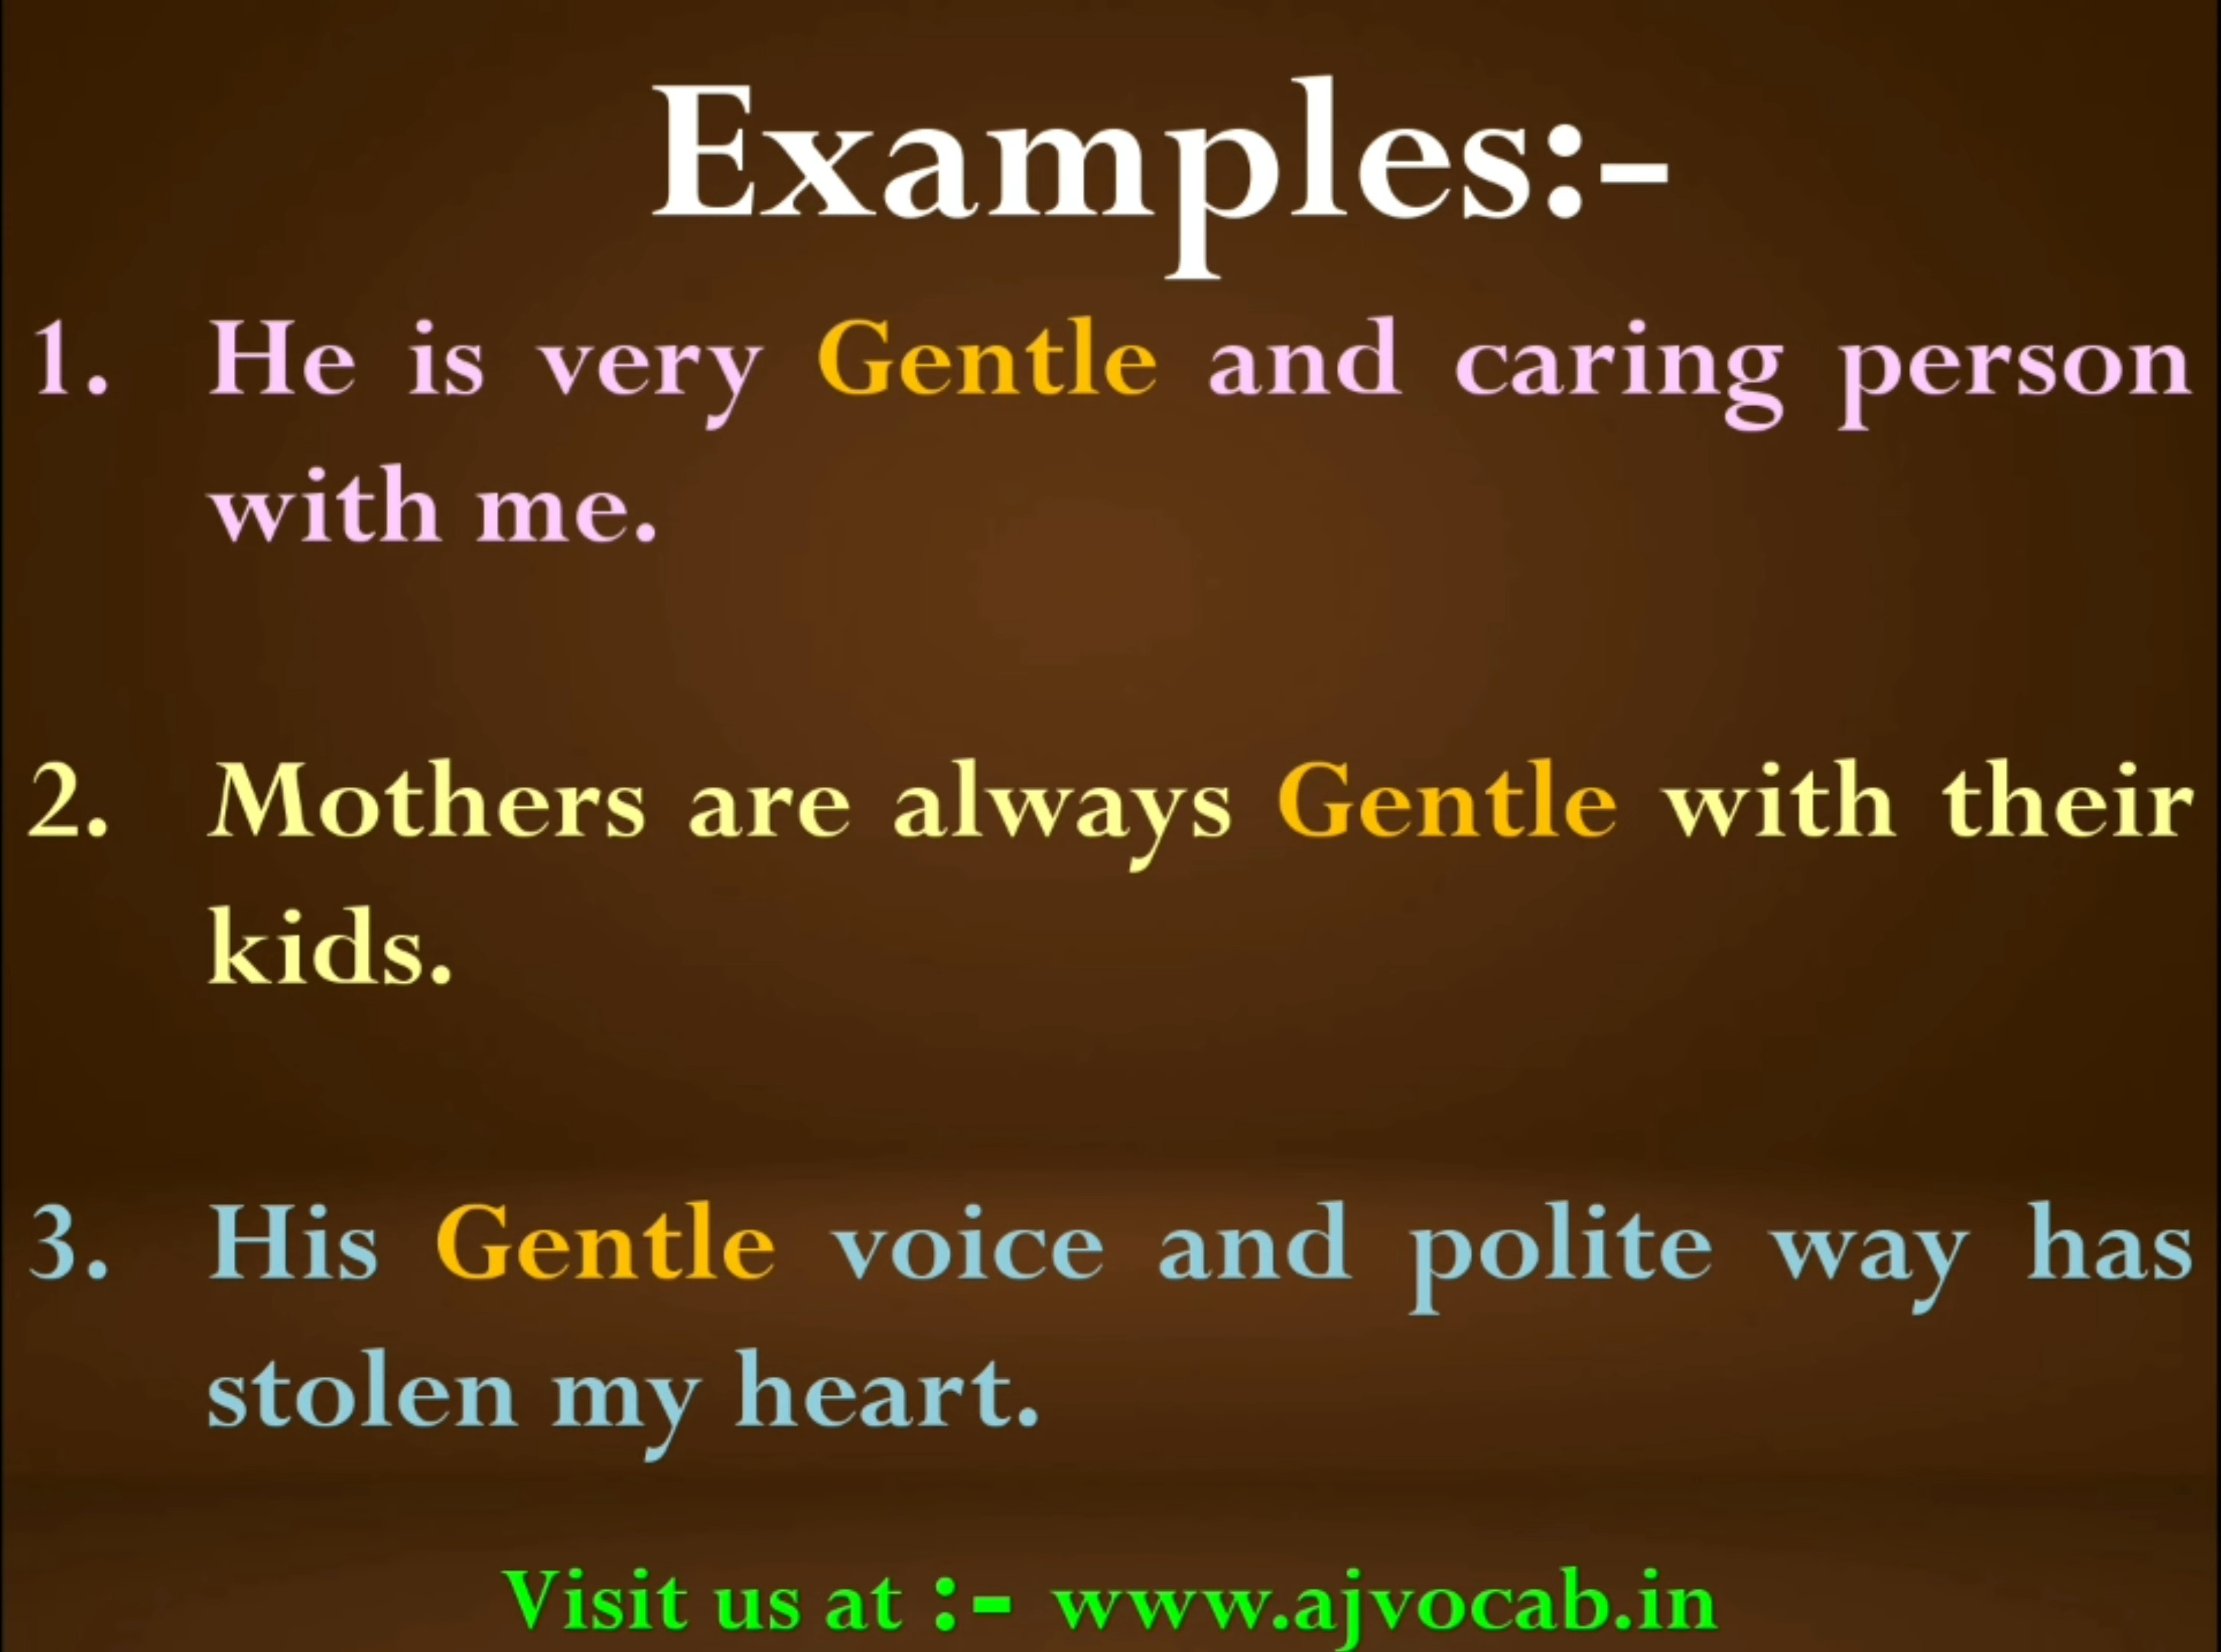 Examples:-
1. He is very Gentle and caring person
with me.
2. Mothers are always Gentle with their
kids.
3. His Gentle voice and polite way has
stolen my heart.
Visit us at :- www.ajvocab.in